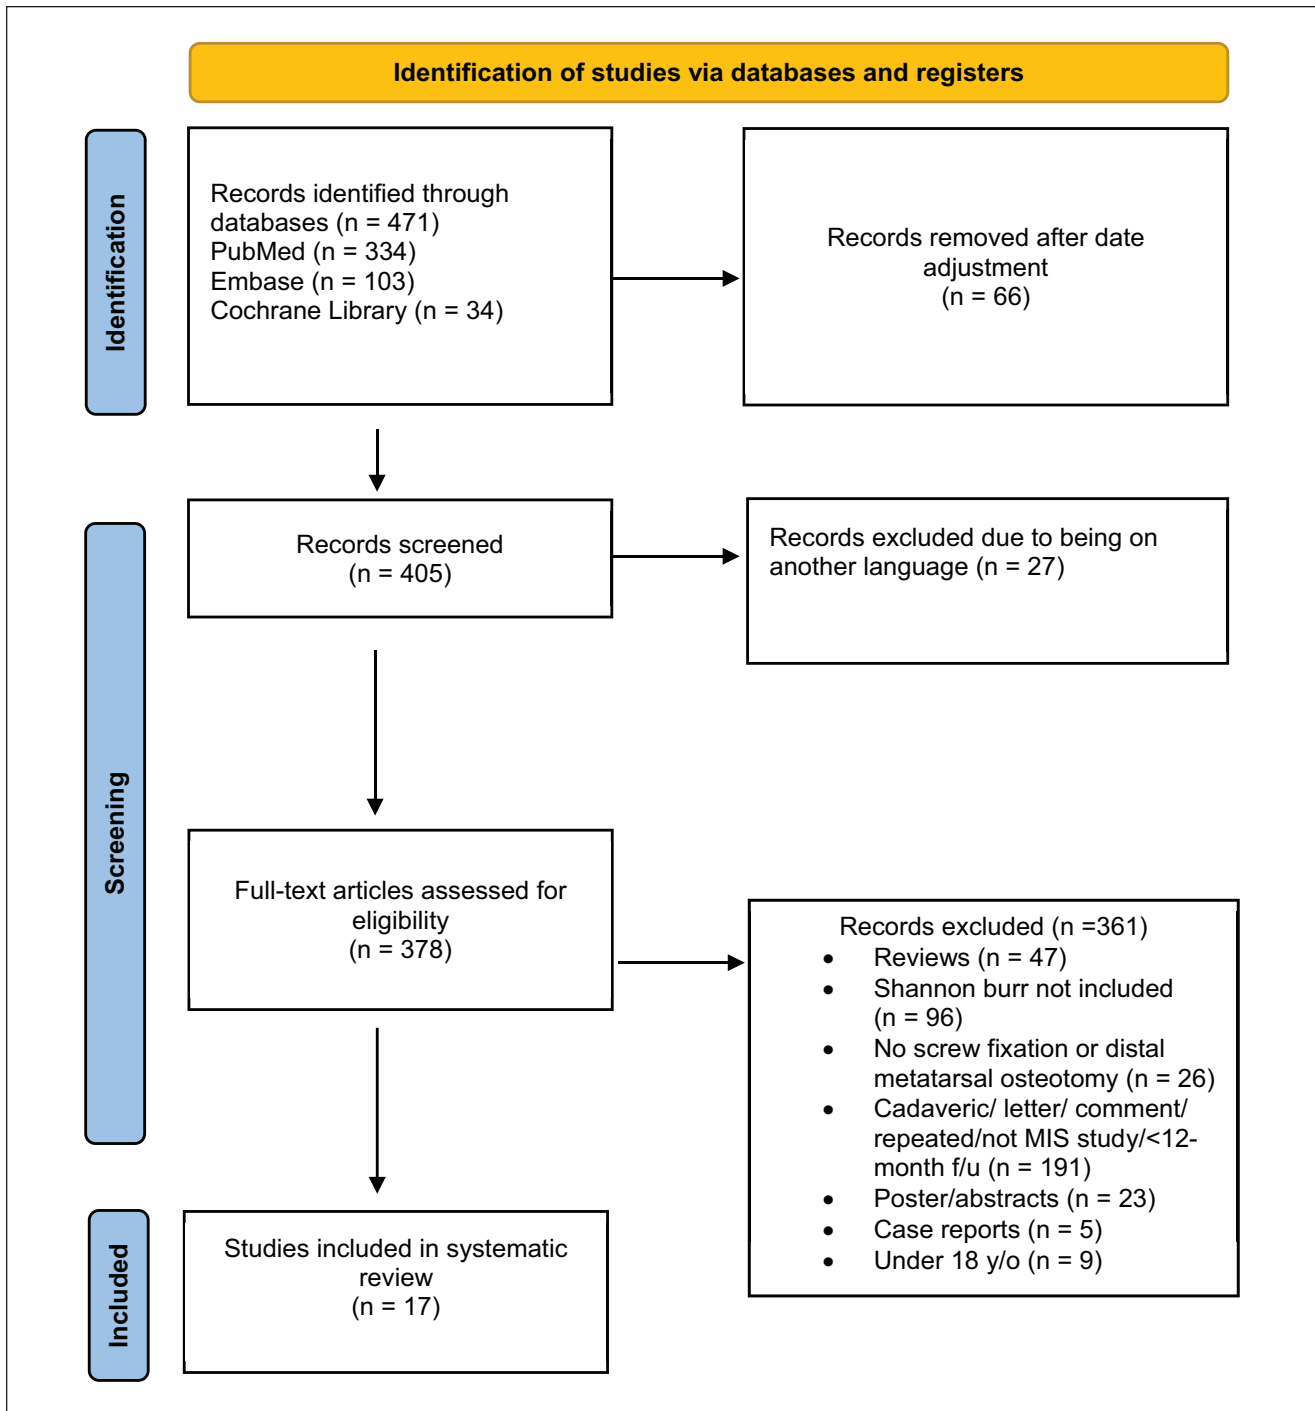 Identification of studies via databases and registers
Identification
Records identified through
databases (n = 471)
PubMed (n = 334)
Embase (n = 103)
Cochrane Library (n = 34)
Records removed after date
adjustment
(n = 66)
Screening
Records screened
(n = 405)
Records excluded due to being on
another language (n = 27)
Full-text articles assessed for
eligibility
(n = 378)
Records excluded (n =361)
• Reviews (n = 47)
• Shannon burr not included
(n = 96)
• No screw fixation or distal
metatarsal osteotomy (n = 26)
• Cadaveric/ letter/ comment/
repeated/not MIS study/<12-
month f/u (n = 191)
• Poster/abstracts (n = 23)
• Case reports (n = 5)
• Under 18 y/o (n = 9)
Included
Studies included in systematic
review
(n = 17)